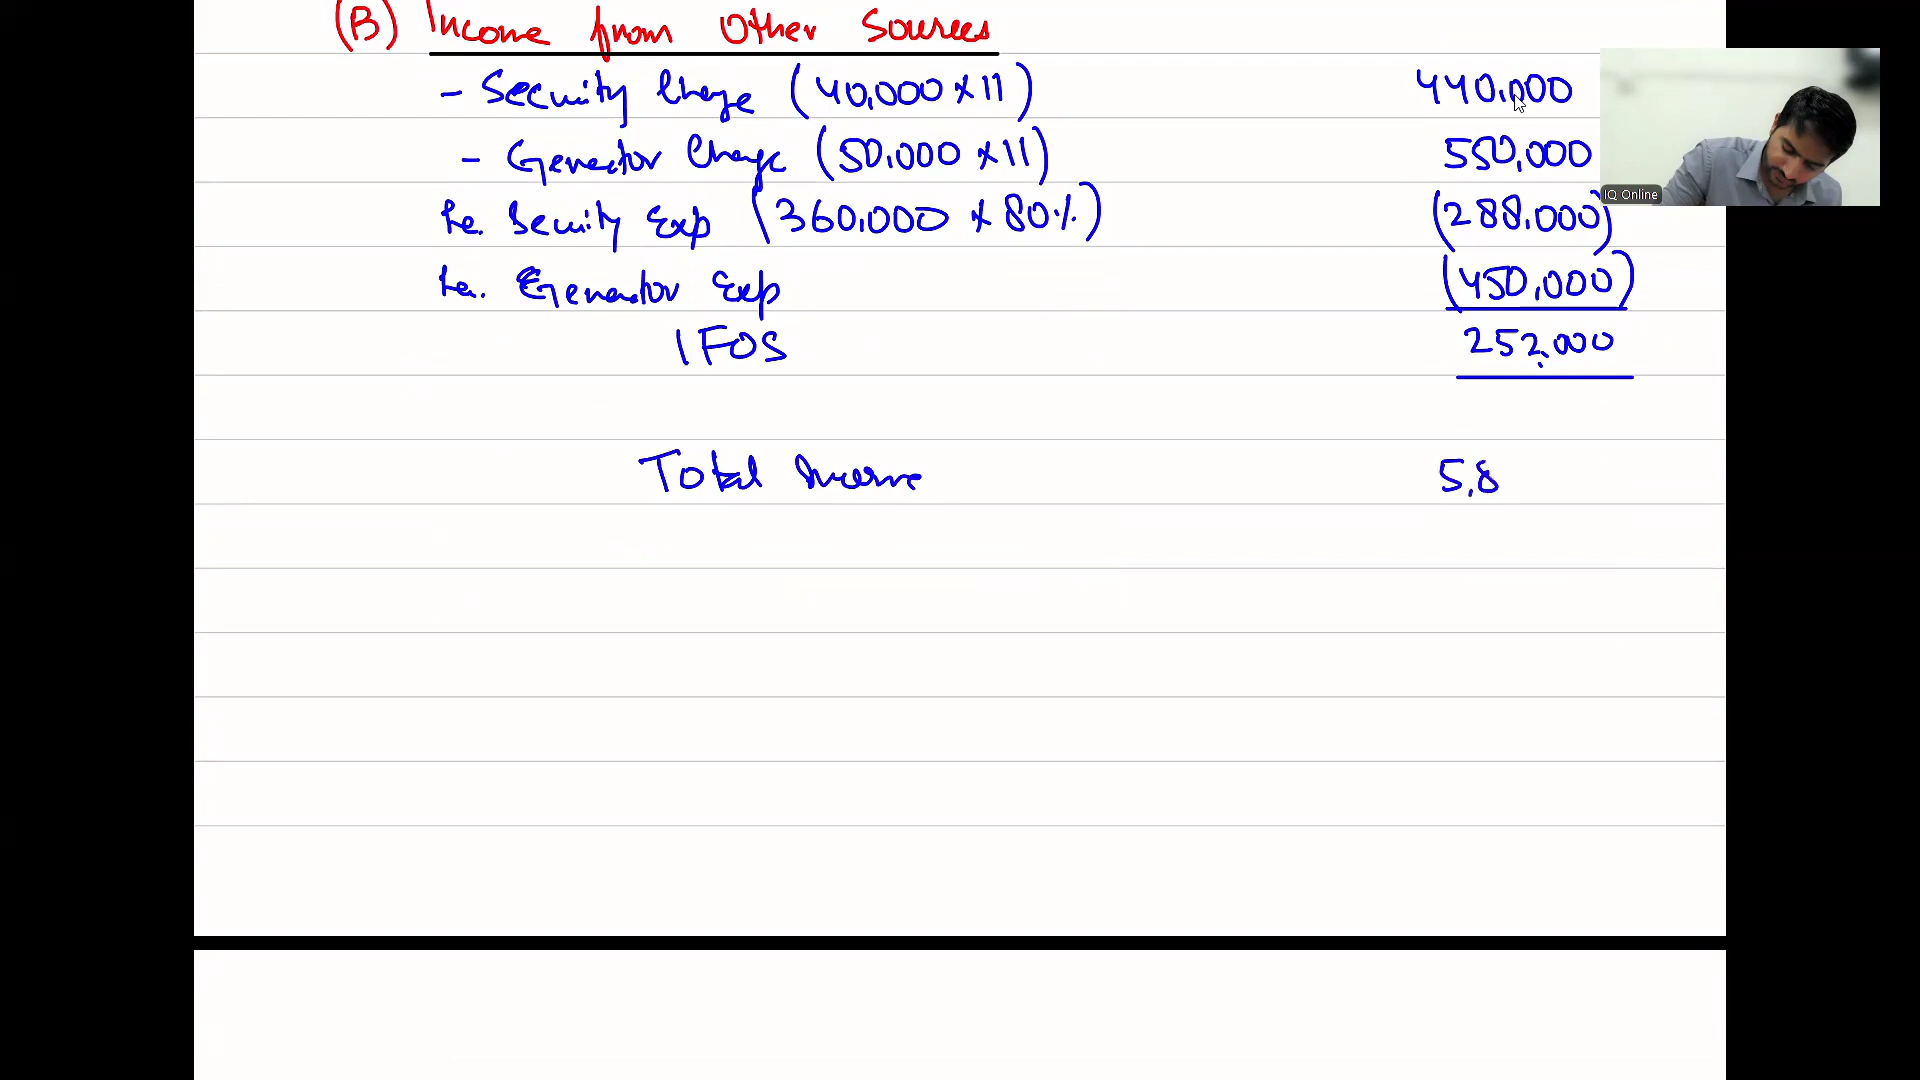 (B) Income from Other Sources
- Security Charge (40,000 × 11) 440,000
- Generator Charge (50,000 × 11) 550,000
Le. Security Exp (360,000 × 80%) (288,000)
Le. Generator Exp (450,000)
IFOS 252,000
Total Income 5,8
IQ Online